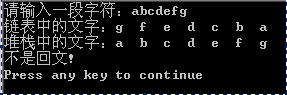 请输入一段字符：abcdefg
链表中的文字：g  f  e  d  c  b  a
堆栈中的文字：a  b  c  d  e  f  g
不是回文！
Press any key to continue